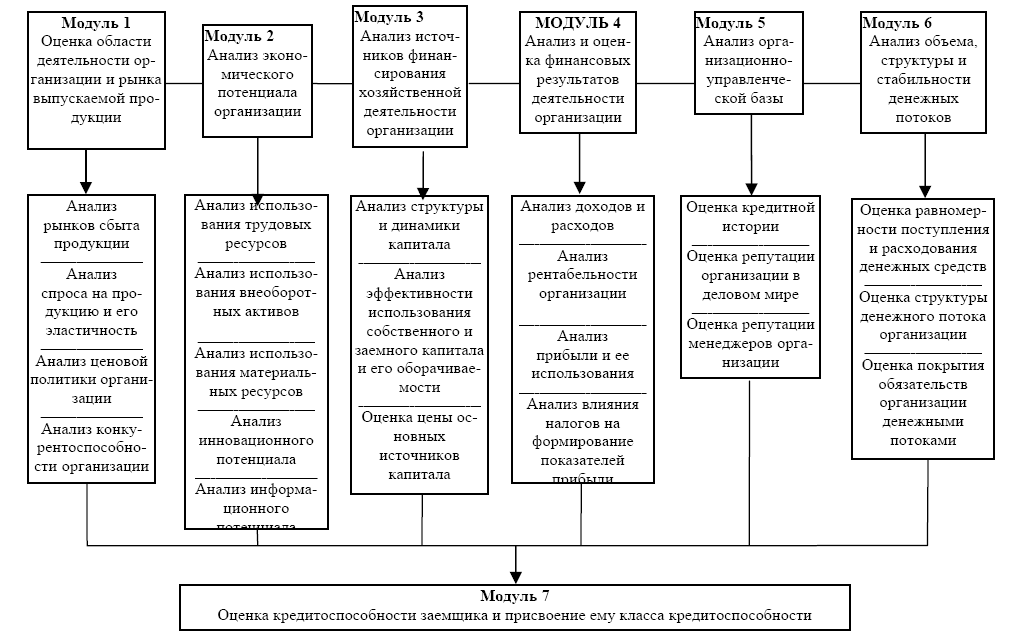 Модуль 1
Оценка области
деятельности ор-
ганизации и рынка
выпускаемой про-
дукции
Модуль 2
Анализ эконо-
мического
потенциала
организации
Модуль 3
Анализ источ-
ников финан-
сирования
хозяйственной
деятельности
организации
МОДУЛЬ 4
Анализ и оцен-
ка финансовых
результатов
деятельности
организации
Модуль 5
Анализ орга-
низационно-
управленче-
ской базы
Модуль 6
Анализ объема,
структуры и
стабильности
денежных
потоков
Анализ
рынков сбыта
продукции
Анализ
спроса на про-
дукцию и его
эластичность
Анализ ценовой
политики органи-
зации
Анализ конку-
рентоспособно-
сти организации
Анализ использо-
вания трудовых
ресурсов
Анализ использо-
вания внеоборот-
ных активов
Анализ использо-
вания материаль-
ных ресурсов
Анализ
инновационного
потенциала
Анализ информа-
ционного
потенциала
Анализ структуры
и динамики
капитала
Анализ
эффективности
использования
собственного и
заемного капитала
и его оборачивае-
мости
Оценка цены ос-
новных
источников
капитала
Анализ доходов и
расходов
Анализ
рентабельности
организации
Анализ
прибыли и ее
использования
Анализ влияния
налогов на
формирование
показателей
прибыли
Оценка кредитной
истории
Оценка репутации
организации в
деловом мире
Оценка репутации
менеджеров орга-
низации
Оценка равномер-
ности поступления
и расходования
денежных средств
Оценка структуры
денежного потока
организации
Оценка покрытия
обязательств
организации
денежными
потоками
Модуль 7
Оценка кредитоспособности заемщика и присвоение ему класса кредитоспособности